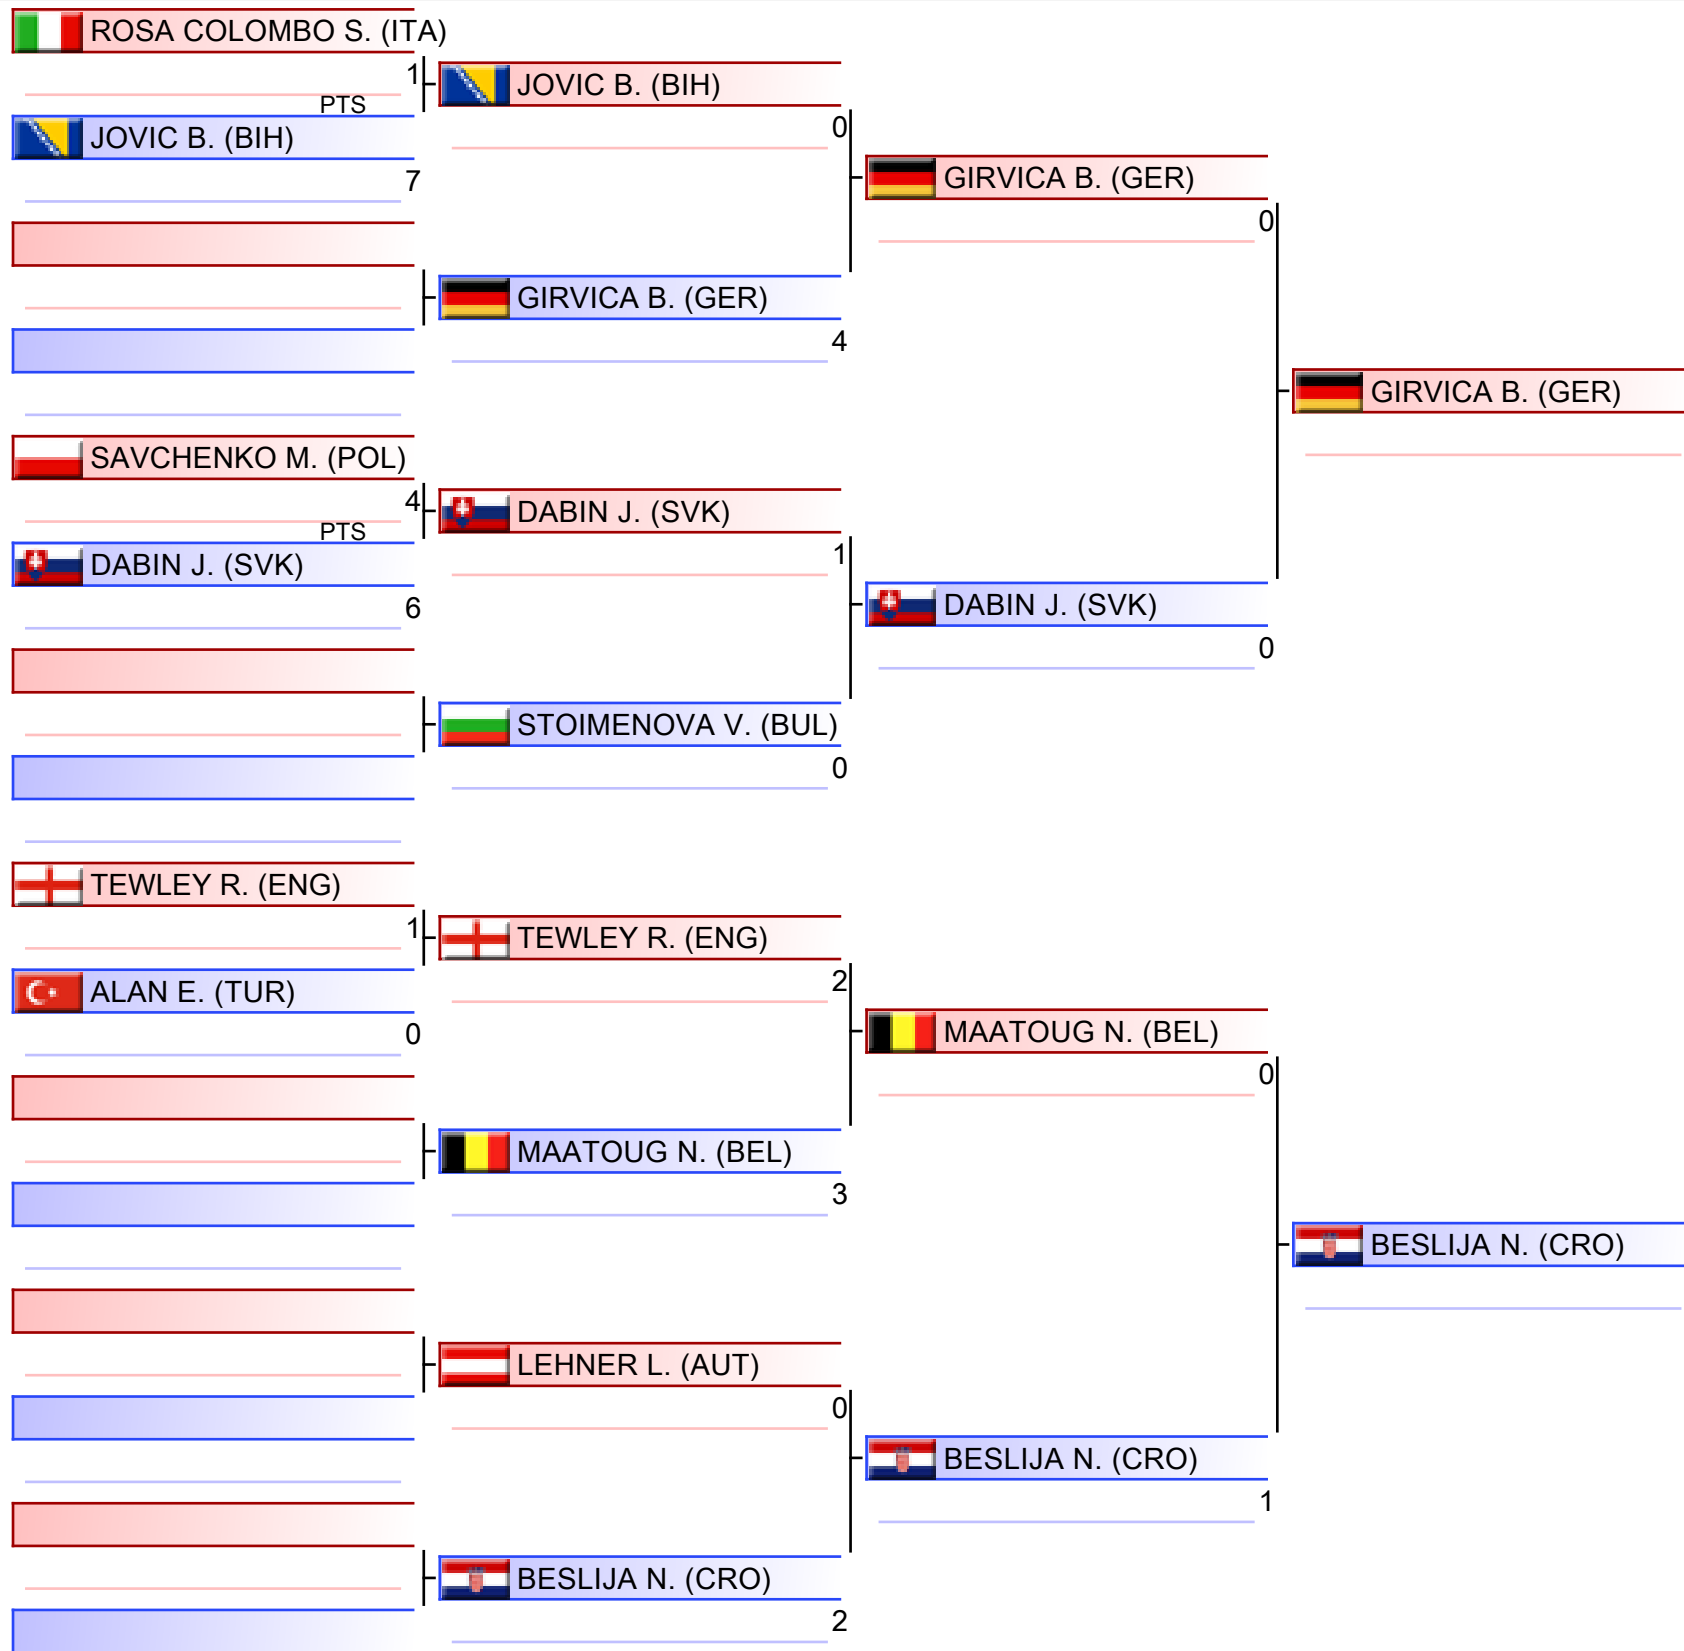 ROSA COLOMBO S. (ITA)
1
PTS
JOVIC B. (BIH)
7
SAVCHENKO M. (POL)
4
PTS
DABIN J. (SVK)
6
TEWLEY R. (ENG)
1
ALAN E. (TUR)
0
JOVIC B. (BIH)
0
GIRVICA B. (GER)
4
DABIN J. (SVK)
1
STOIMENOVA V. (BUL)
0
TEWLEY R. (ENG)
2
MAATOUG N. (BEL)
3
LEHNER L. (AUT)
0
BESLIJA N. (CRO)
2
GIRVICA B. (GER)
0
DABIN J. (SVK)
0
MAATOUG N. (BEL)
0
BESLIJA N. (CRO)
1
GIRVICA B. (GER)
BESLIJA N. (CRO)